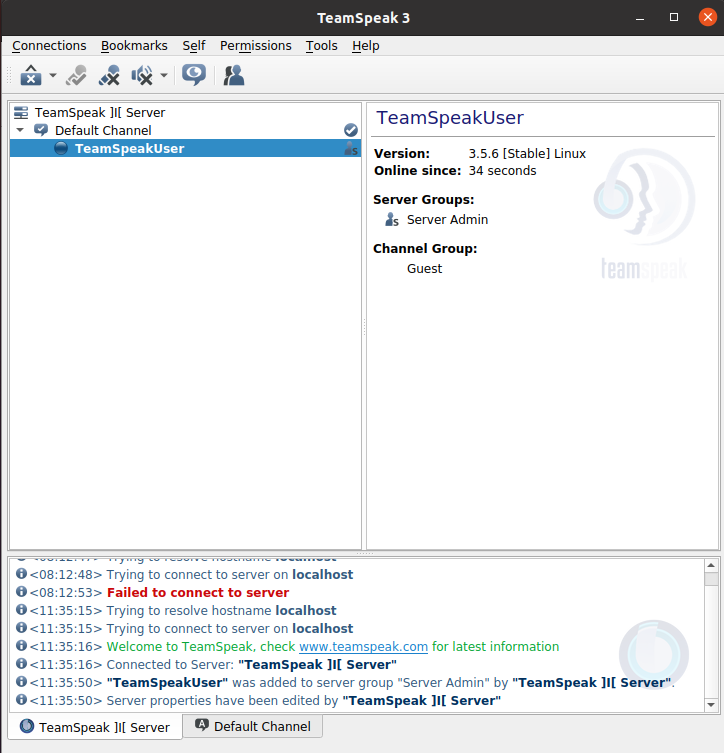 TeamSpeak 3
Connections Bookmarks Self Permissions Tools Help
TeamSpeak ]I[ Server
Default Channel
TeamSpeakUser
TeamSpeakUser
Version: 3.5.6 [Stable] Linux
Online since: 34 seconds
Server Groups:
Server Admin
Channel Group:
Guest
teamspeak
<08:12:47> Trying to resolve hostname localhost
<08:12:48> Trying to connect to server on localhost
<08:12:53> Failed to connect to server
<11:35:15> Trying to resolve hostname localhost
<11:35:15> Trying to connect to server on localhost
<11:35:16> Welcome to TeamSpeak, check www.teamspeak.com for latest information
<11:35:16> Connected to Server: "TeamSpeak ]I[ Server"
<11:35:50> "TeamSpeakUser" was added to server group "Server Admin" by "TeamSpeak ]I[ Server".
<11:35:50> Server properties have been edited by "TeamSpeak ]I[ Server"
TeamSpeak ]I[ Server
Default Channel